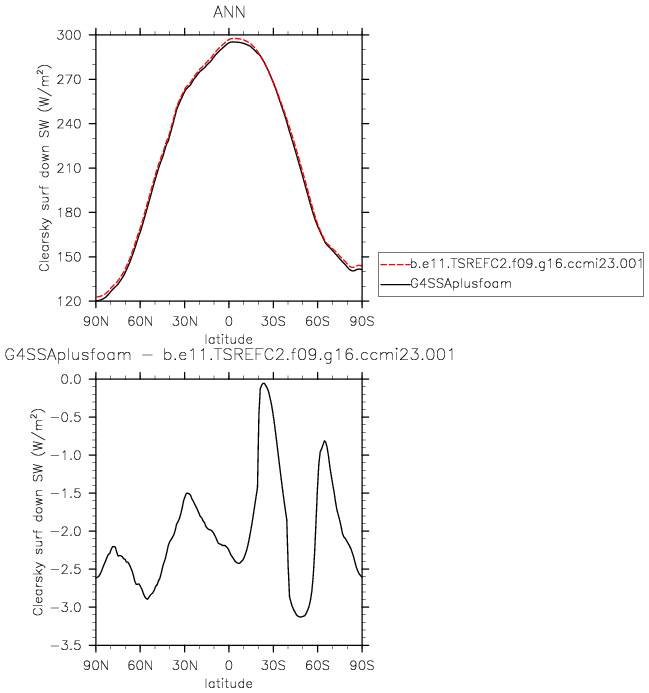 ANN
Clearsky surf down SW (W/m²)
300
270
240
210
180
150
120
90N 60N 30N 0 30S 60S 90S
latitude
b.e11.TSREFC2.f09.g16.ccmi23.001
G4SSAplusfoam
G4SSAplusfoam − b.e11.TSREFC2.f09.g16.ccmi23.001
Clearsky surf down SW (W/m²)
0.0
−0.5
−1.0
−1.5
−2.0
−2.5
−3.0
−3.5
90N 60N 30N 0 30S 60S 90S
latitude